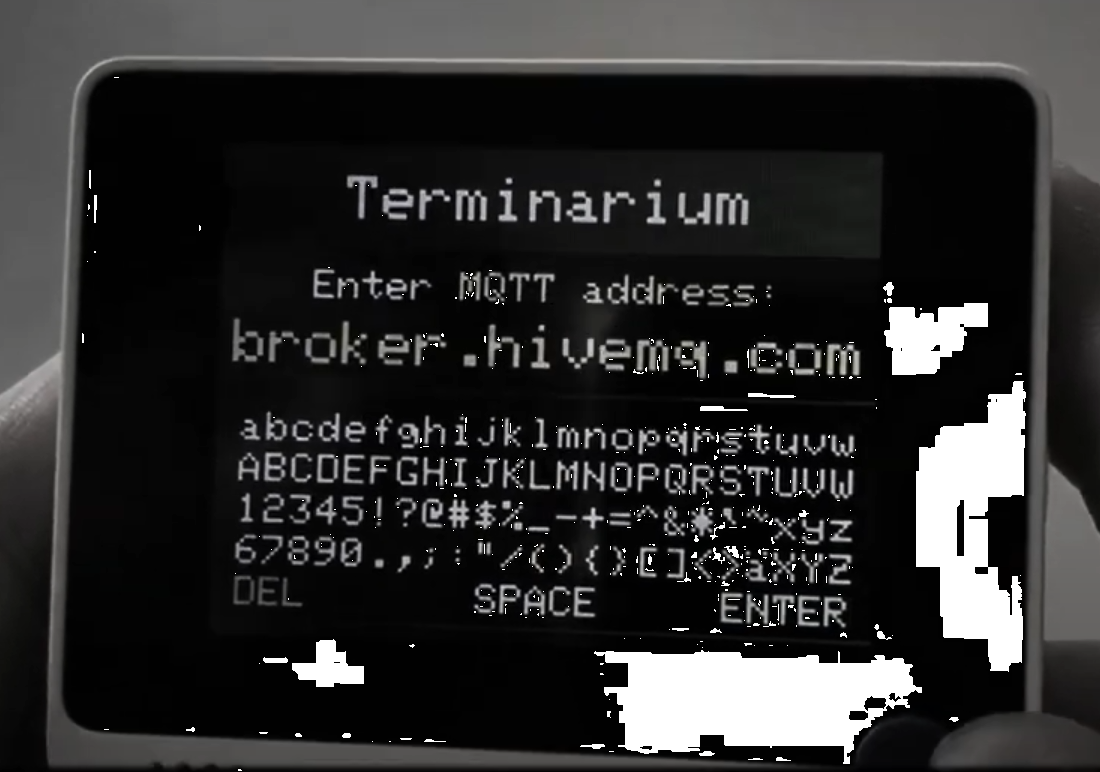 Terminarium
Enter MQTT address:
broker.hivemq.com
abcdefghijklmnopqrstuvw
ABCDEFGHIJKLMNOPQRSTUVW
12345!?@#$%_-+=^&*`~xyz
67890.,;:"/(){}[]<>aXYZ
DEL SPACE ENTER